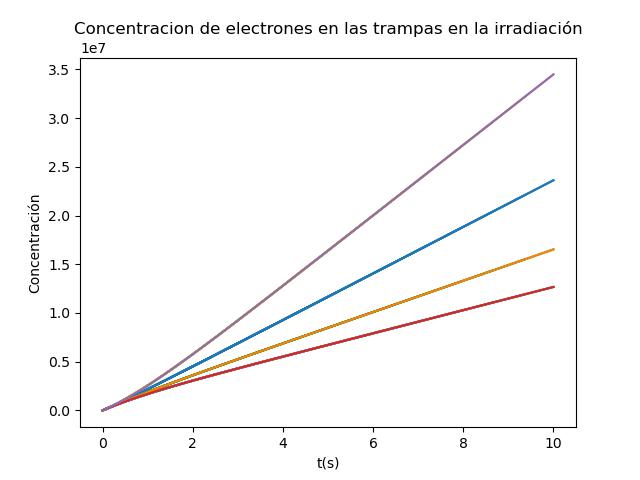 Concentracion de electrones en las trampas en la irradiación
1e7
3.5
3.0
2.5
2.0
1.5
1.0
0.5
0.0
Concentración
0 2 4 6 8 10
t(s)